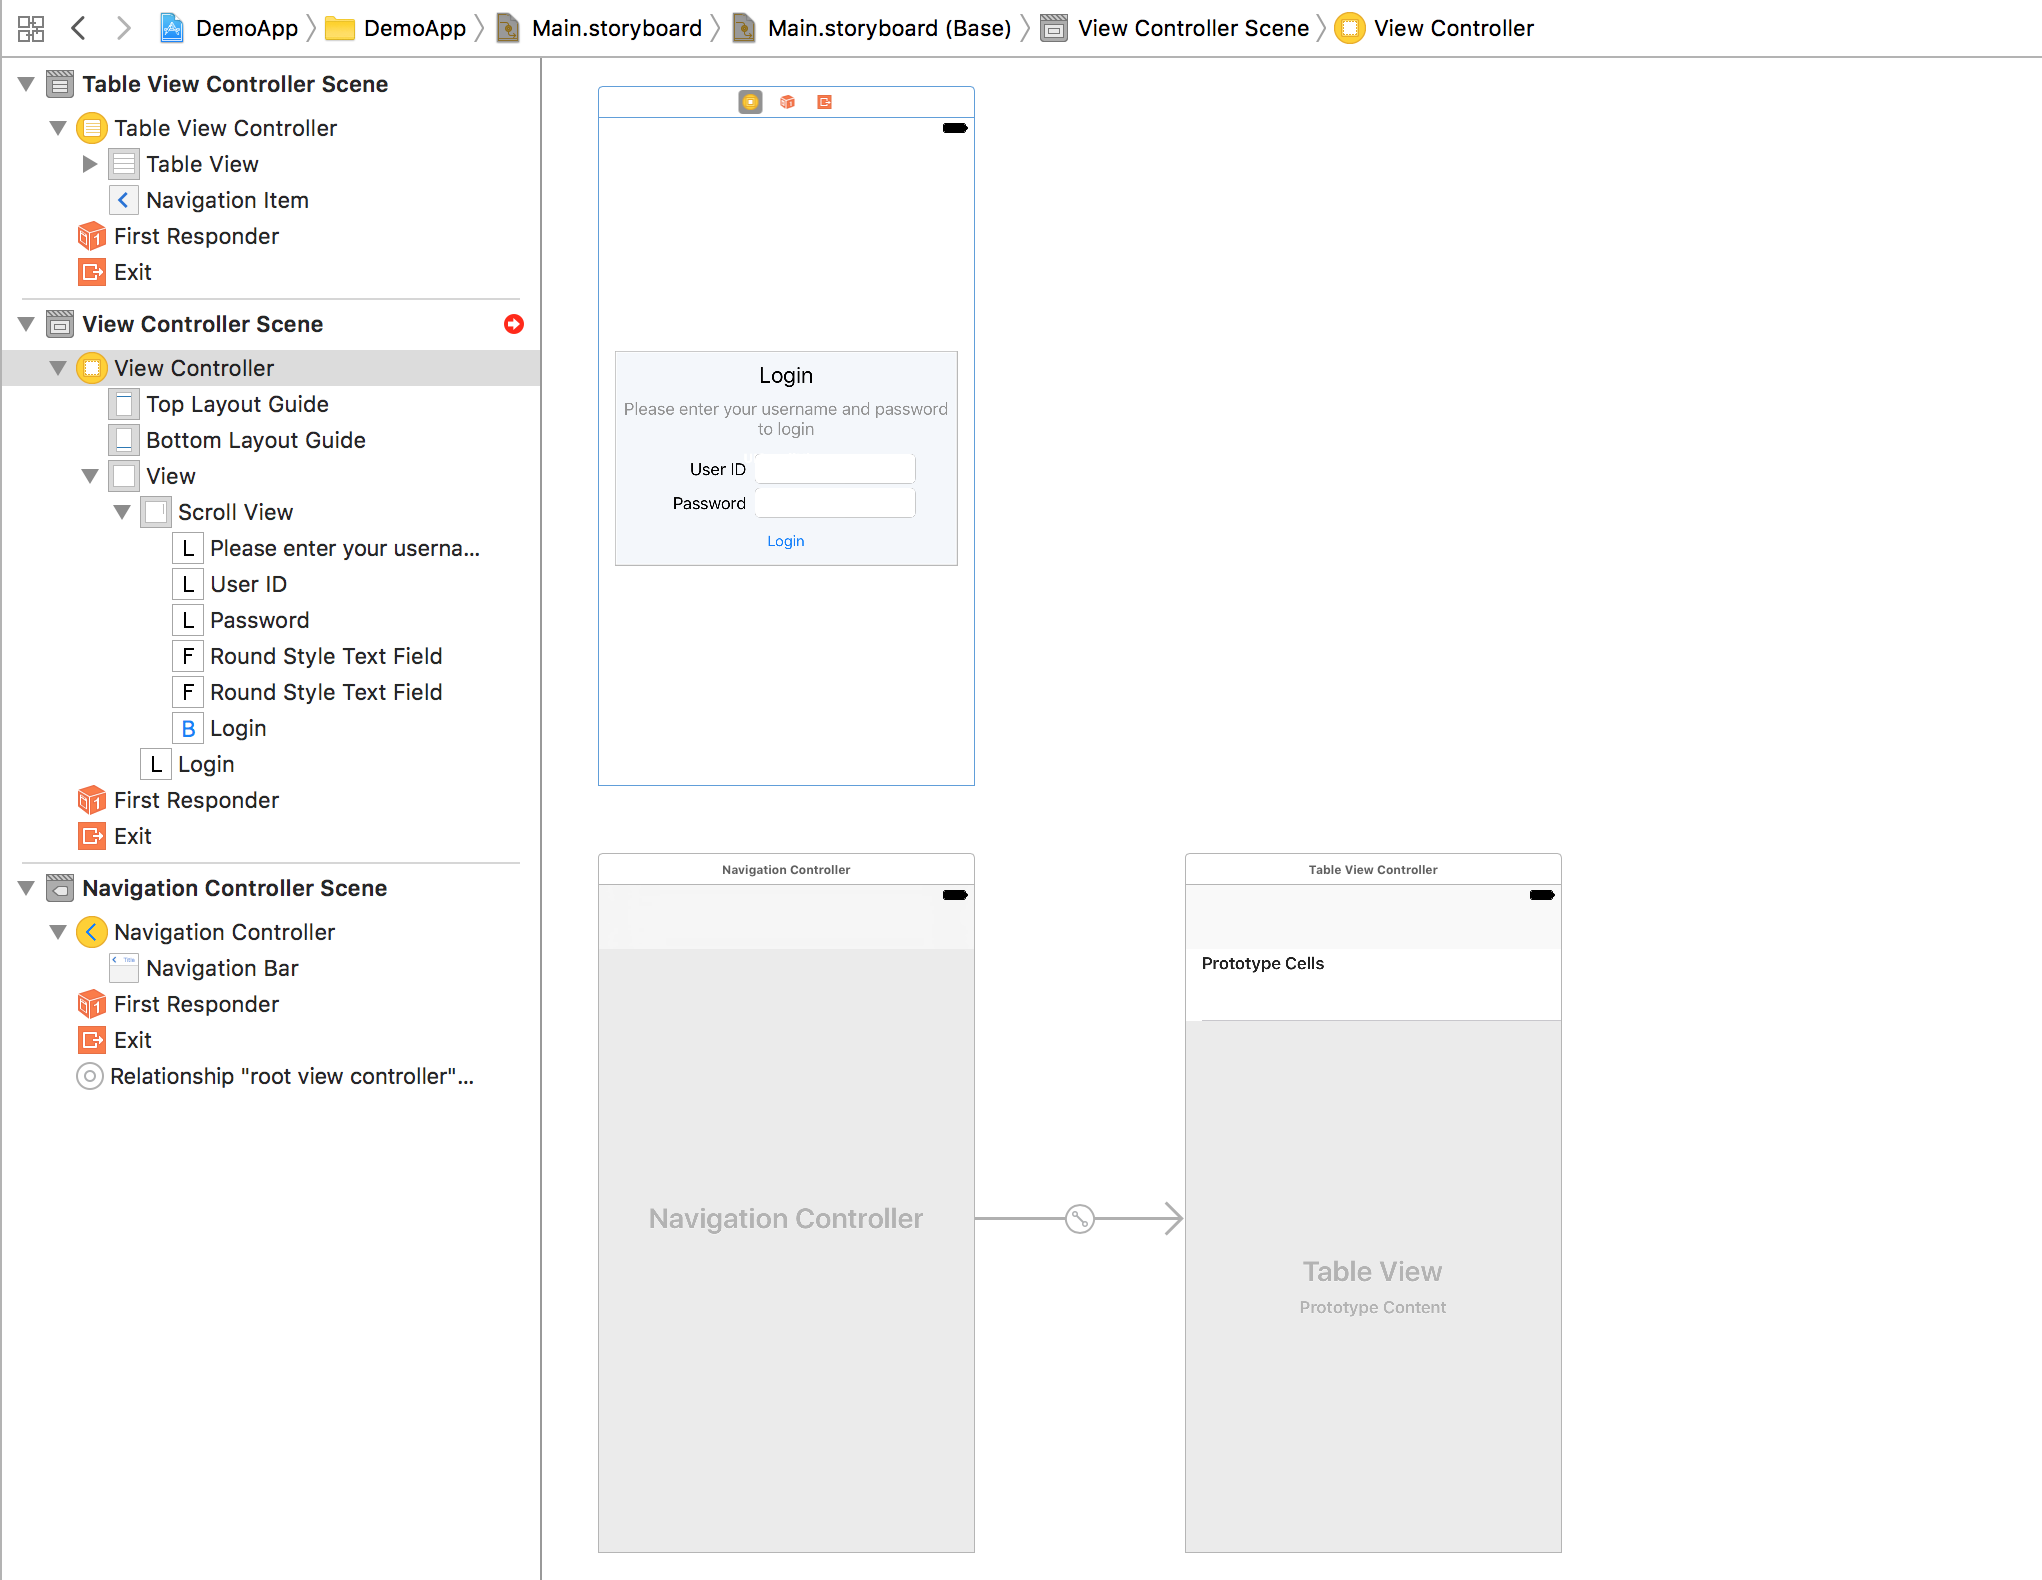 DemoApp DemoApp Main.storyboard Main.storyboard (Base) View Controller Scene View Controller
Table View Controller Scene
Table View Controller
Table View
Navigation Item
First Responder
Exit
View Controller Scene
View Controller
Top Layout Guide
Bottom Layout Guide
View
Scroll View
L Please enter your userna...
L User ID
L Password
F Round Style Text Field
F Round Style Text Field
B Login
L Login
First Responder
Exit
Navigation Controller Scene
Navigation Controller
Navigation Bar
First Responder
Exit
Relationship "root view controller"...
Login
Please enter your username and password
to login
User ID
Password
Login
Navigation Controller
Navigation Controller
Table View Controller
Prototype Cells
Table View
Prototype Content